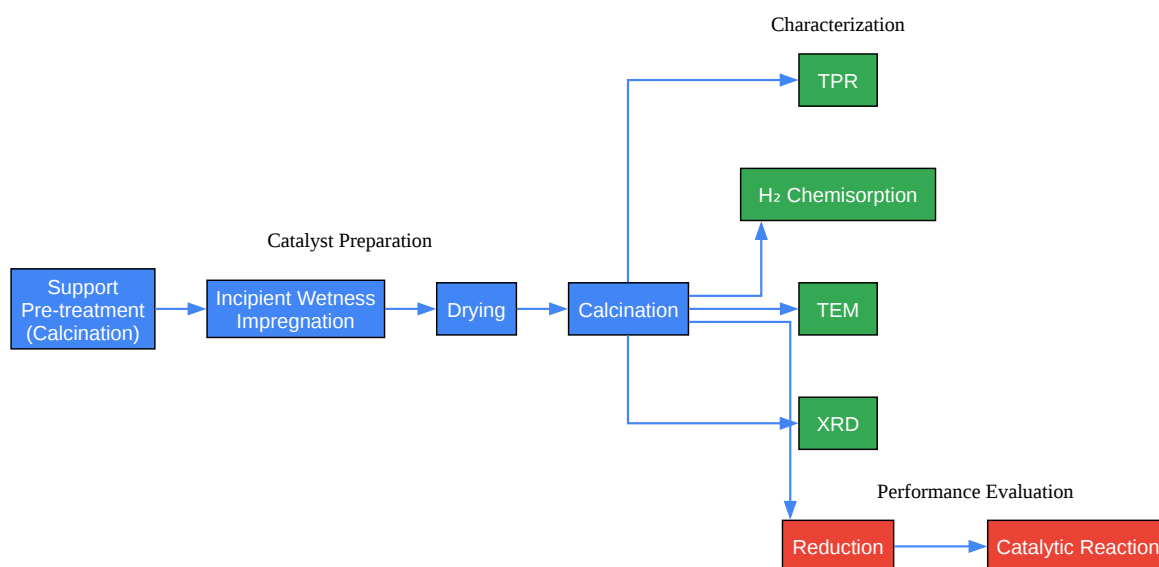 Characterization
TPR
H₂ Chemisorption
Catalyst Preparation
Support
Pre-treatment
(Calcination)
Incipient Wetness
Impregnation
Drying
Calcination
TEM
XRD
Performance Evaluation
Reduction
Catalytic Reaction